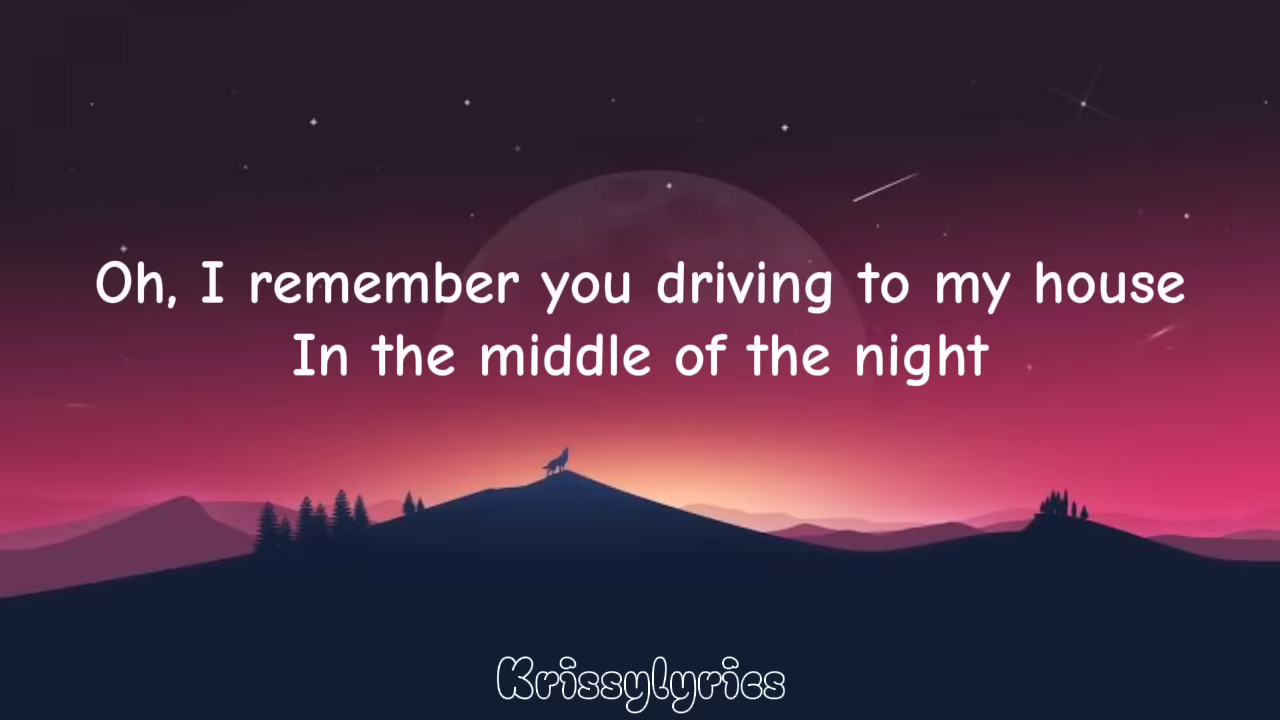 Oh, I remember you driving to my house
In the middle of the night
Krissylyrics